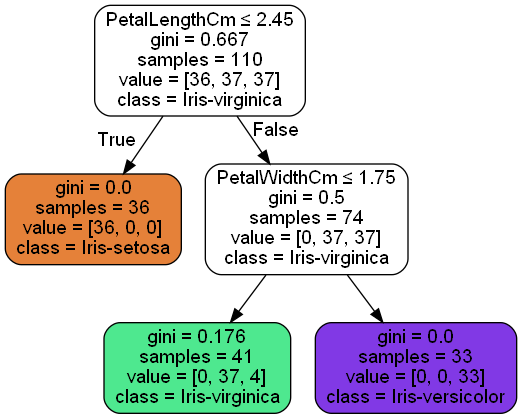 PetalLengthCm ≤ 2.45
gini = 0.667
samples = 110
value = [36, 37, 37]
class = Iris-virginica
True
False
gini = 0.0
samples = 36
value = [36, 0, 0]
class = Iris-setosa
PetalWidthCm ≤ 1.75
gini = 0.5
samples = 74
value = [0, 37, 37]
class = Iris-virginica
gini = 0.176
samples = 41
value = [0, 37, 4]
class = Iris-virginica
gini = 0.0
samples = 33
value = [0, 0, 33]
class = Iris-versicolor